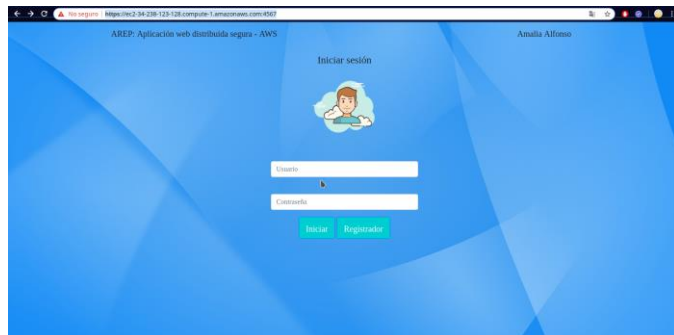 No seguro | https://ec2-34-238-123-128.compute-1.amazonaws.com:4567
AREP: Aplicación web distribuida segura - AWS
Amalia Alfonso
Iniciar sesión
Usuario
Contraseña
Iniciar
Registrador